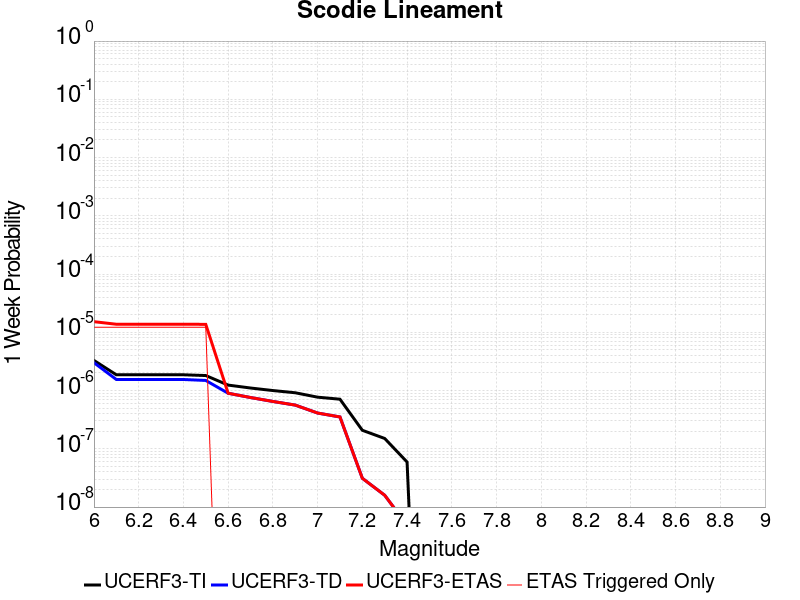 Scodie Lineament
10^0
10^-1
10^-2
10^-3
10^-4
10^-5
10^-6
10^-7
10^-8
1 Week Probability
6 6.2 6.4 6.6 6.8 7 7.2 7.4 7.6 7.8 8 8.2 8.4 8.6 8.8 9
Magnitude
UCERF3-TI UCERF3-TD UCERF3-ETAS ETAS Triggered Only